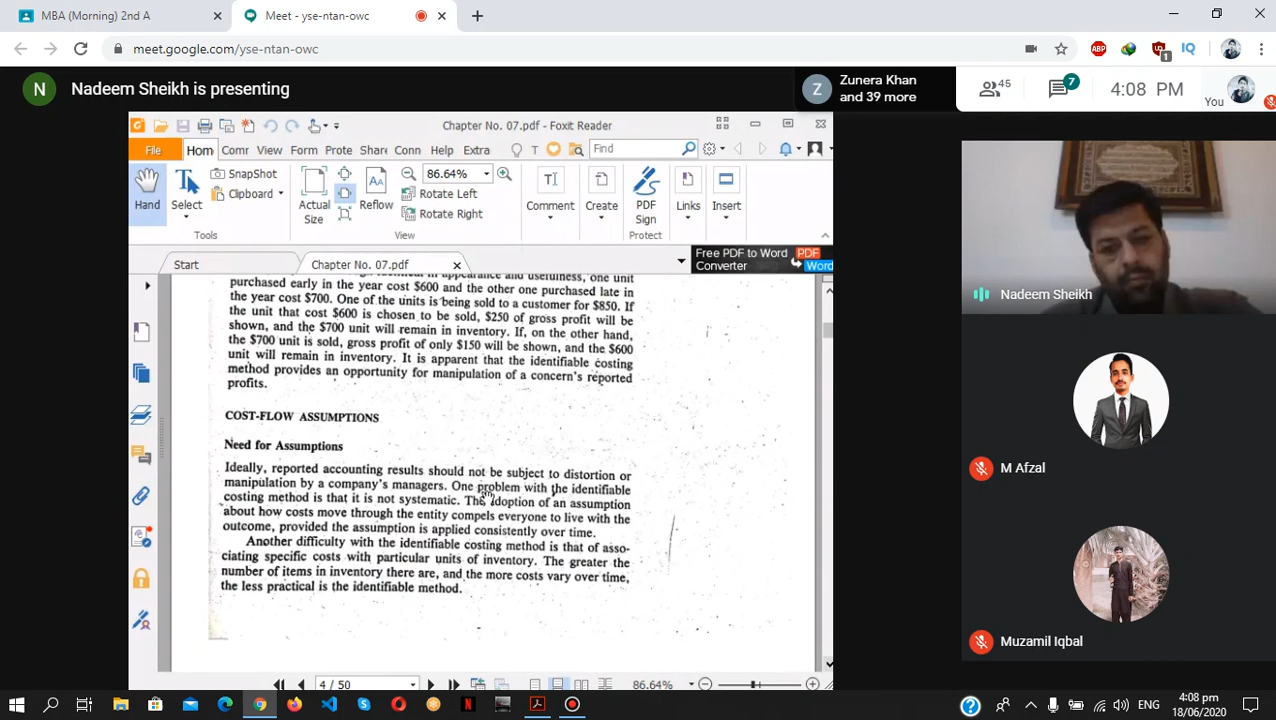 MBA (Morning) 2nd A
Meet - yse-ntan-owc
meet.google.com/yse-ntan-owc
ABP
1
IQ
N
Nadeem Sheikh is presenting
Z
Zunera Khan
and 39 more
45
7
4:08 PM
You
Chapter No. 07.pdf - Foxit Reader
File
Hom
Comr
View
Form
Prote
Share
Conn
Help
Extra
Find
Hand
Select
SnapShot
Clipboard
Tools
Actual
Size
Reflow
86.64%
Rotate Left
Rotate Right
View
Comment
Create
PDF
Sign
Protect
Links
Insert
Start
Chapter No. 07.pdf
Free PDF to Word
Converter
PDF
Word
identical in appearance and usefulness, one unit
purchased early in the year cost $600 and the other one purchased late in
the year cost $700. One of the units is being sold to a customer for $850. If
the unit that cost $600 is chosen to be sold, $250 of gross profit will be
shown, and the $700 unit will remain in inventory. If, on the other hand,
the $700 unit is sold, gross profit of only $150 will be shown, and the $600
unit will remain in inventory. It is apparent that the identifiable costing
method provides an opportunity for manipulation of a concern's reported
profits.
COST-FLOW ASSUMPTIONS
Need for Assumptions
Ideally, reported accounting results should not be subject to distortion or
manipulation by a company's managers. One problem with the identifiable
costing method is that it is not systematic. The adoption of an assumption
about how costs move through the entity compels everyone to live with the
outcome, provided the assumption is applied consistently over time.
Another difficulty with the identifiable costing method is that of asso-
ciating specific costs with particular units of inventory. The greater the
number of items in inventory there are, and the more costs vary over time,
the less practical is the identifiable method.
4 / 50
86.64%
Nadeem Sheikh
M Afzal
Muzamil Iqbal
ENG
4:08 pm
18/06/2020